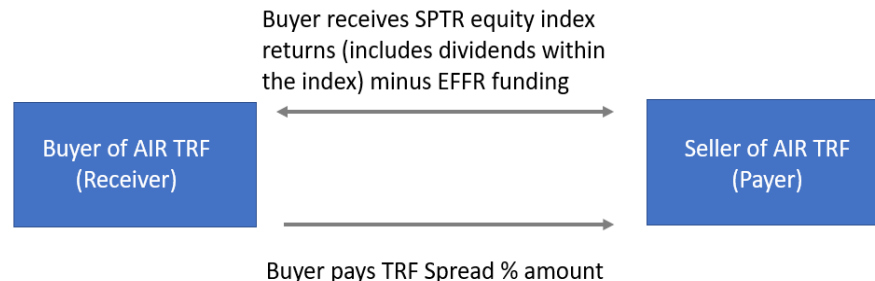 Buyer receives SPTR equity index
returns (includes dividends within
the index) minus EFFR funding
Buyer of AIR TRF
(Receiver)
Seller of AIR TRF
(Payer)
Buyer pays TRF Spread % amount